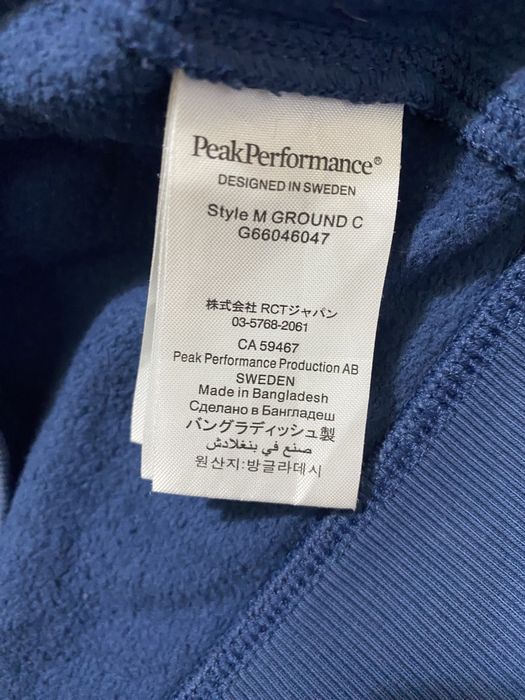 PeakPerformance®
DESIGNED IN SWEDEN
Style M GROUND C
G66046047
株式会社 RCTジャパン
03-5768-2061
CA 59467
Peak Performance Production AB
SWEDEN
Made in Bangladesh
Сделано в Бангладеш
バングラディッシュ製
صنع في بنغلادش
원산지:방글라데시